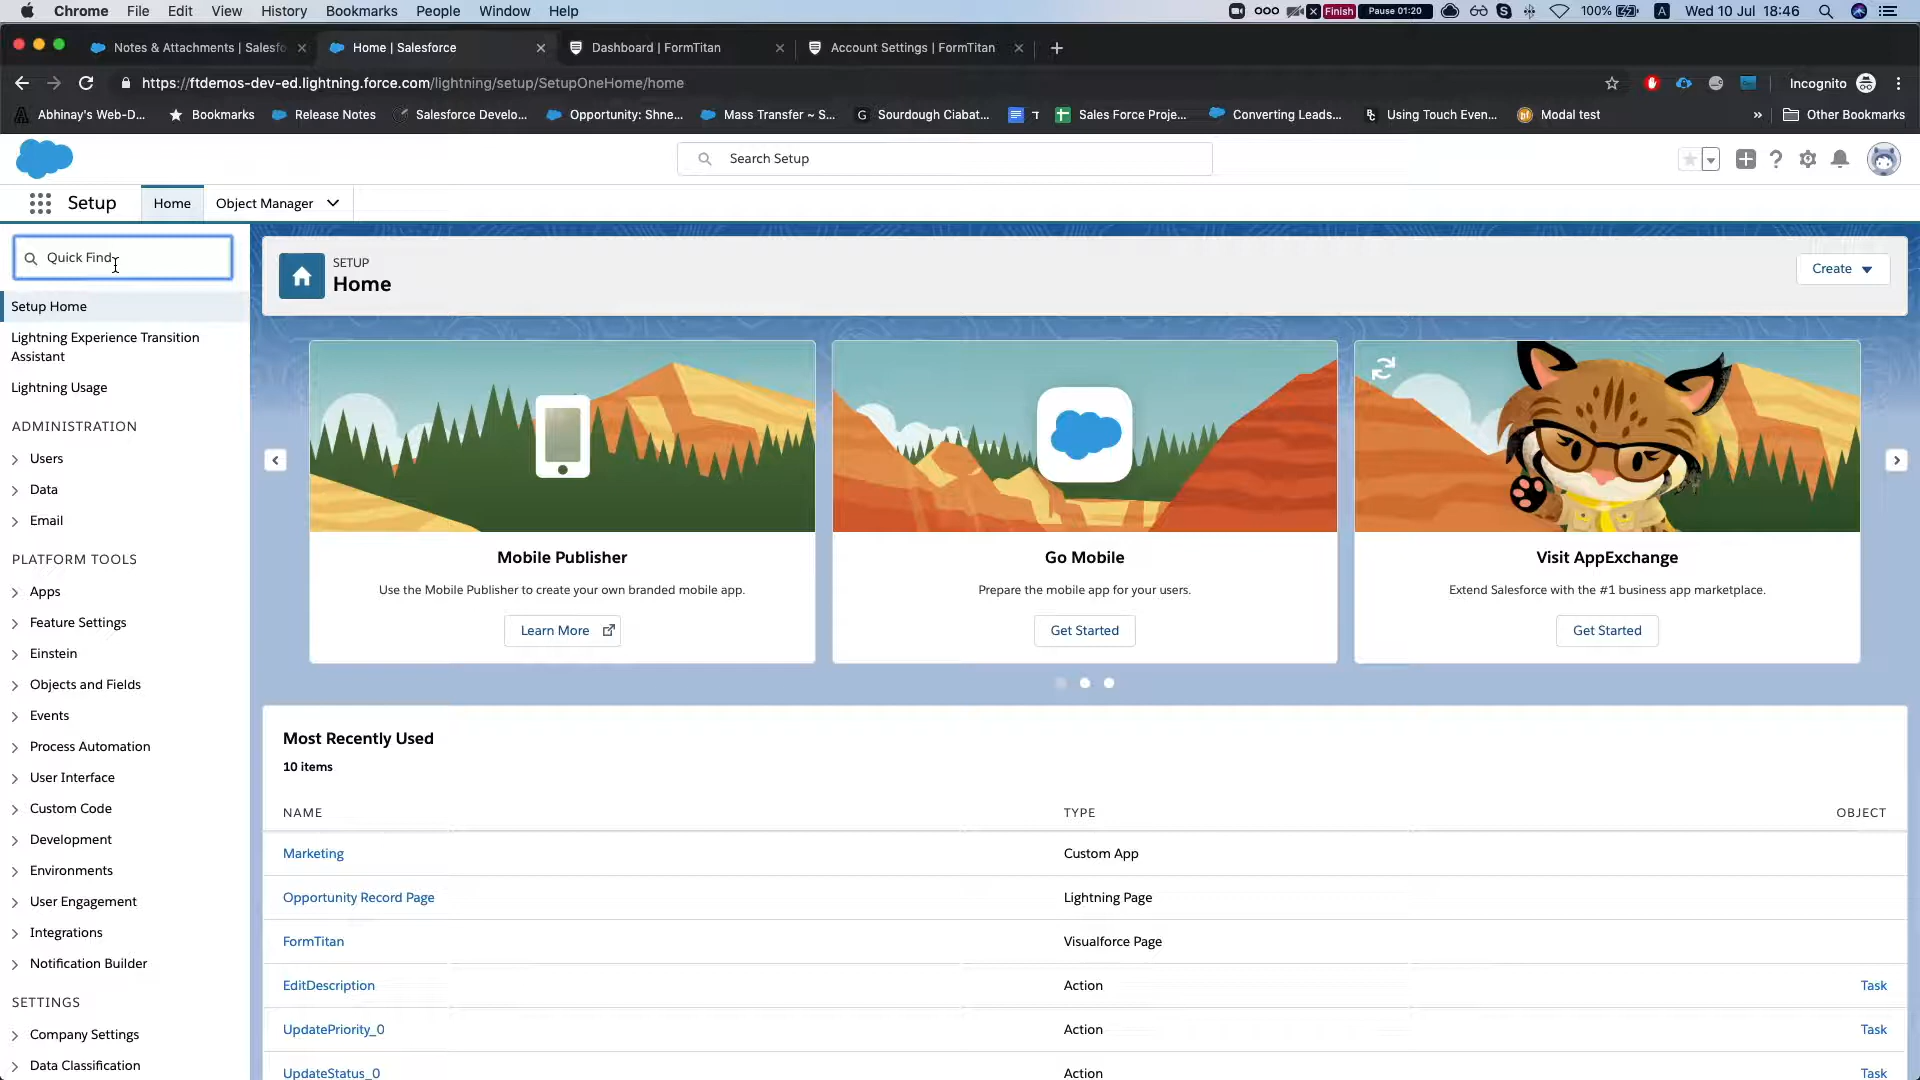 Chrome File Edit View History Bookmarks People Window Help Finish Pause 01:20 100% A Wed 10 Jul 18:46
Notes & Attachments | Salesfo Home | Salesforce Dashboard | FormTitan Account Settings | FormTitan
https://ftdemos-dev-ed.lightning.force.com/lightning/setup/SetupOneHome/home Incognito
Abhinay's Web-D... Bookmarks Release Notes Salesforce Develo... Opportunity: Shne... Mass Transfer ~ S... G Sourdough Ciabat... T Sales Force Proje... Converting Leads... Using Touch Even... Modal test » Other Bookmarks
Search Setup
Setup Home Object Manager
Quick Find
Setup Home
Lightning Experience Transition
Assistant
Lightning Usage
ADMINISTRATION
Users
Data
Email
PLATFORM TOOLS
Apps
Feature Settings
Einstein
Objects and Fields
Events
Process Automation
User Interface
Custom Code
Development
Environments
User Engagement
Integrations
Notification Builder
SETTINGS
Company Settings
Data Classification
SETUP
Home
Create
Mobile Publisher
Use the Mobile Publisher to create your own branded mobile app.
Learn More
Go Mobile
Prepare the mobile app for your users.
Get Started
Visit AppExchange
Extend Salesforce with the #1 business app marketplace.
Get Started
Most Recently Used
10 items
NAME TYPE OBJECT
Marketing Custom App
Opportunity Record Page Lightning Page
FormTitan Visualforce Page
EditDescription Action Task
UpdatePriority_0 Action Task
UpdateStatus_0 Action Task